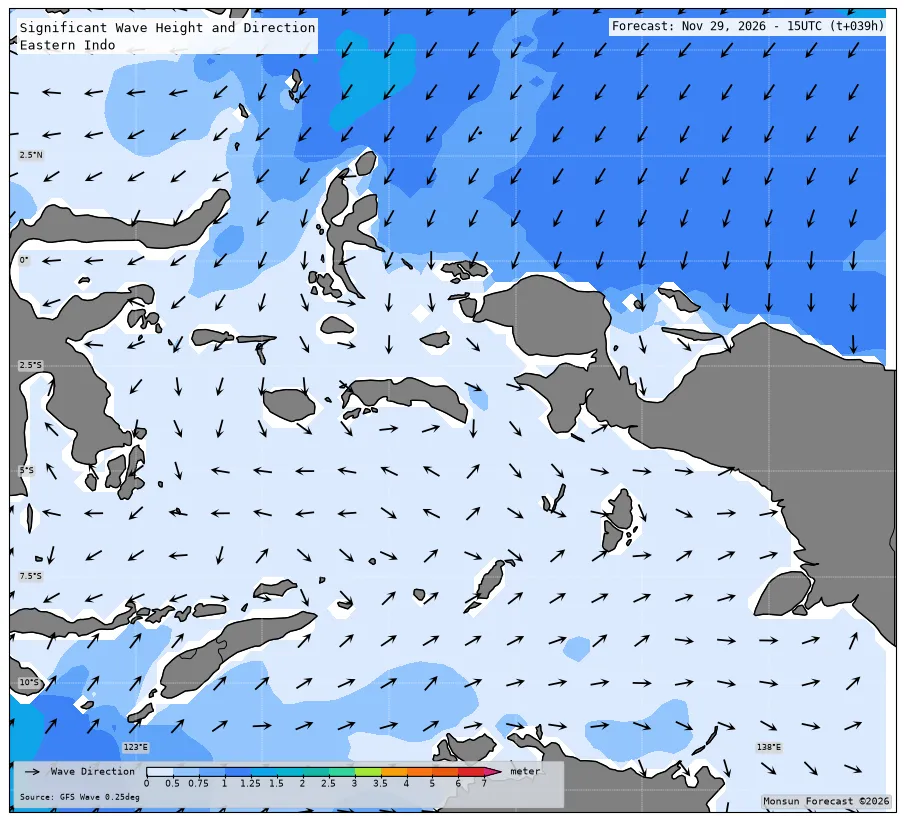 Significant Wave Height and Direction
Eastern Indo
Forecast: Nov 29, 2026 - 15UTC (t+039h)
2.5°N
0°
2.5°S
5°S
7.5°S
10°S
123°E
138°E
Wave Direction
meter
0 0.5 0.75 1 1.25 1.5 2 2.5 3 3.5 4 5 6 7
Source: GFS Wave 0.25deg
Monsun Forecast ©2026